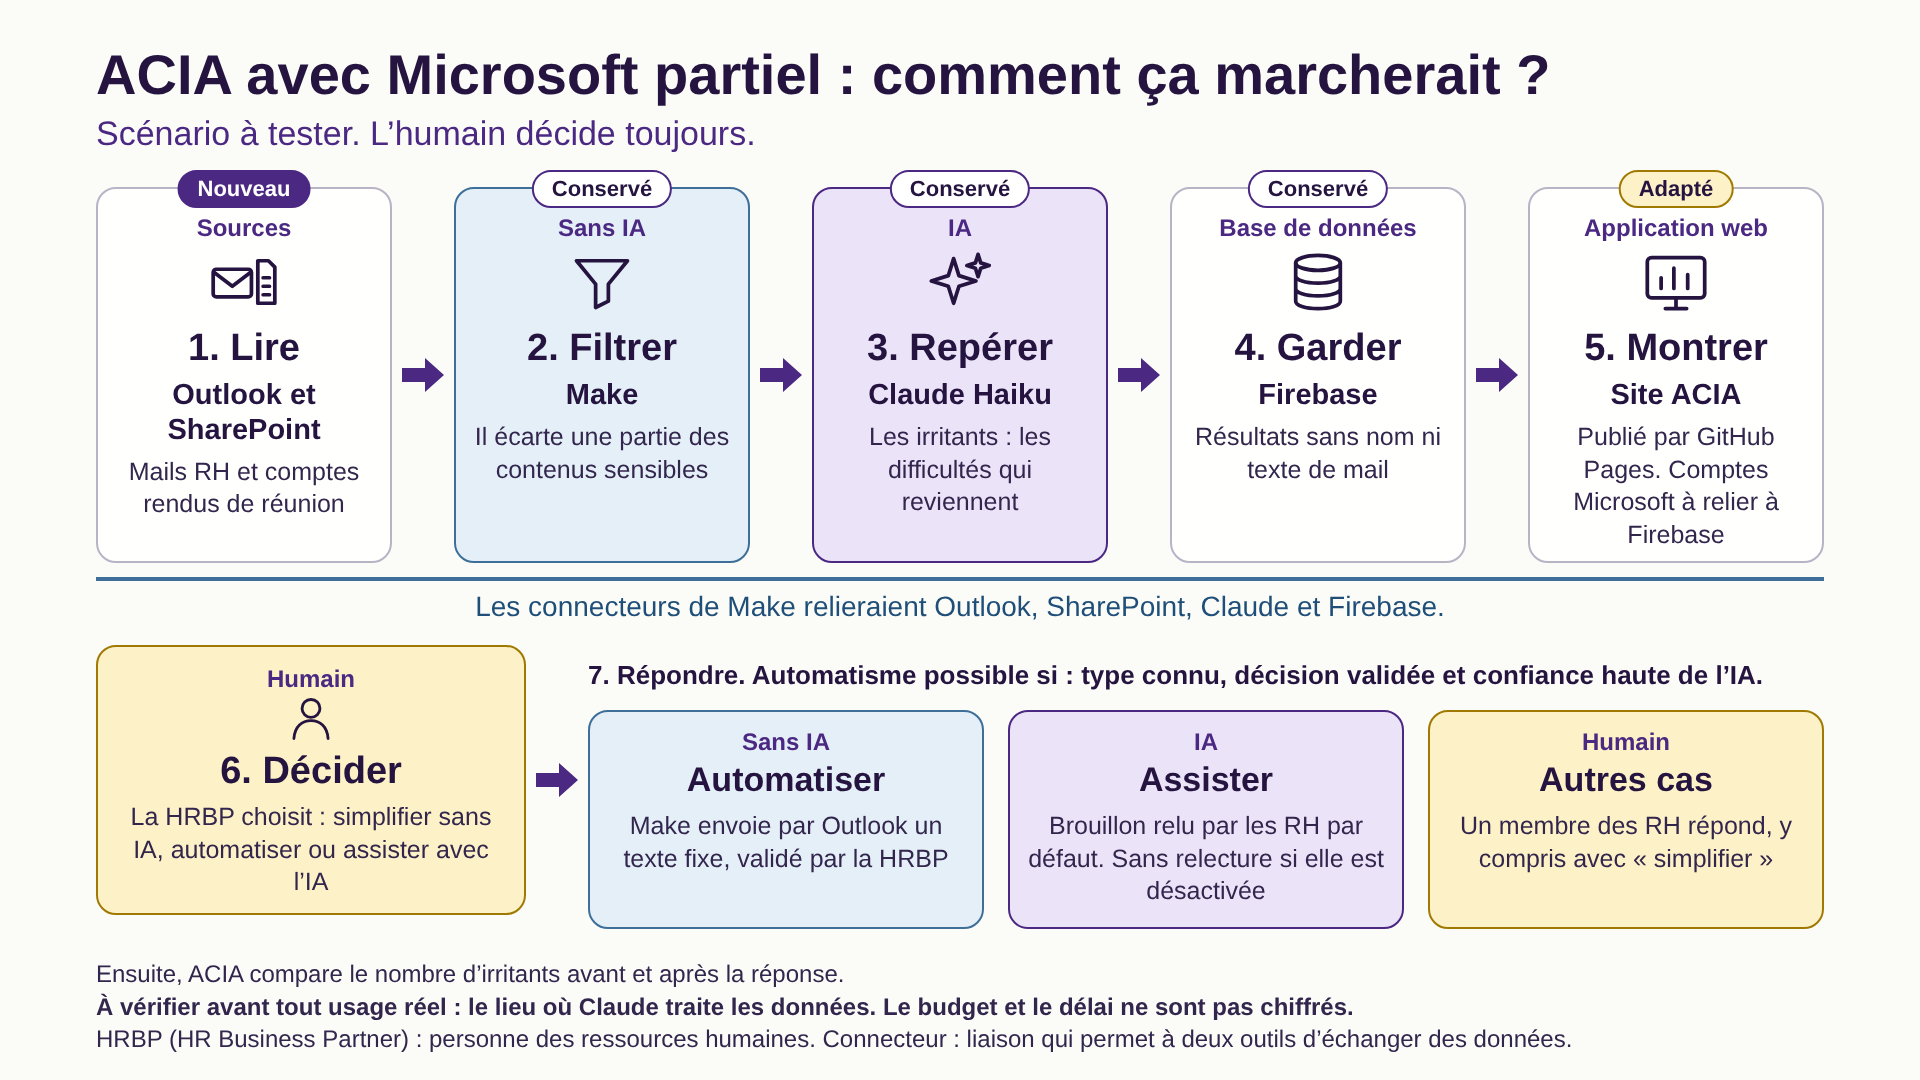 ACIA avec Microsoft partiel : comment ça marcherait ?
Scénario à tester. L’humain décide toujours.
Nouveau
Sources
1. Lire
Outlook et
SharePoint
Mails RH et comptes
rendus de réunion
Conservé
Sans IA
2. Filtrer
Make
Il écarte une partie des
contenus sensibles
Conservé
IA
3. Repérer
Claude Haiku
Les irritants : les
difficultés qui
reviennent
Conservé
Base de données
4. Garder
Firebase
Résultats sans nom ni
texte de mail
Adapté
Application web
5. Montrer
Site ACIA
Publié par GitHub
Pages. Comptes
Microsoft à relier à
Firebase
Les connecteurs de Make relieraient Outlook, SharePoint, Claude et Firebase.
Humain
6. Décider
La HRBP choisit : simplifier sans
IA, automatiser ou assister avec
l’IA
7. Répondre. Automatisme possible si : type connu, décision validée et confiance haute de l’IA.
Sans IA
Automatiser
Make envoie par Outlook un
texte fixe, validé par la HRBP
IA
Assister
Brouillon relu par les RH par
défaut. Sans relecture si elle est
désactivée
Humain
Autres cas
Un membre des RH répond, y
compris avec « simplifier »
Ensuite, ACIA compare le nombre d’irritants avant et après la réponse.
À vérifier avant tout usage réel : le lieu où Claude traite les données. Le budget et le délai ne sont pas chiffrés.
HRBP (HR Business Partner) : personne des ressources humaines. Connecteur : liaison qui permet à deux outils d’échanger des données.